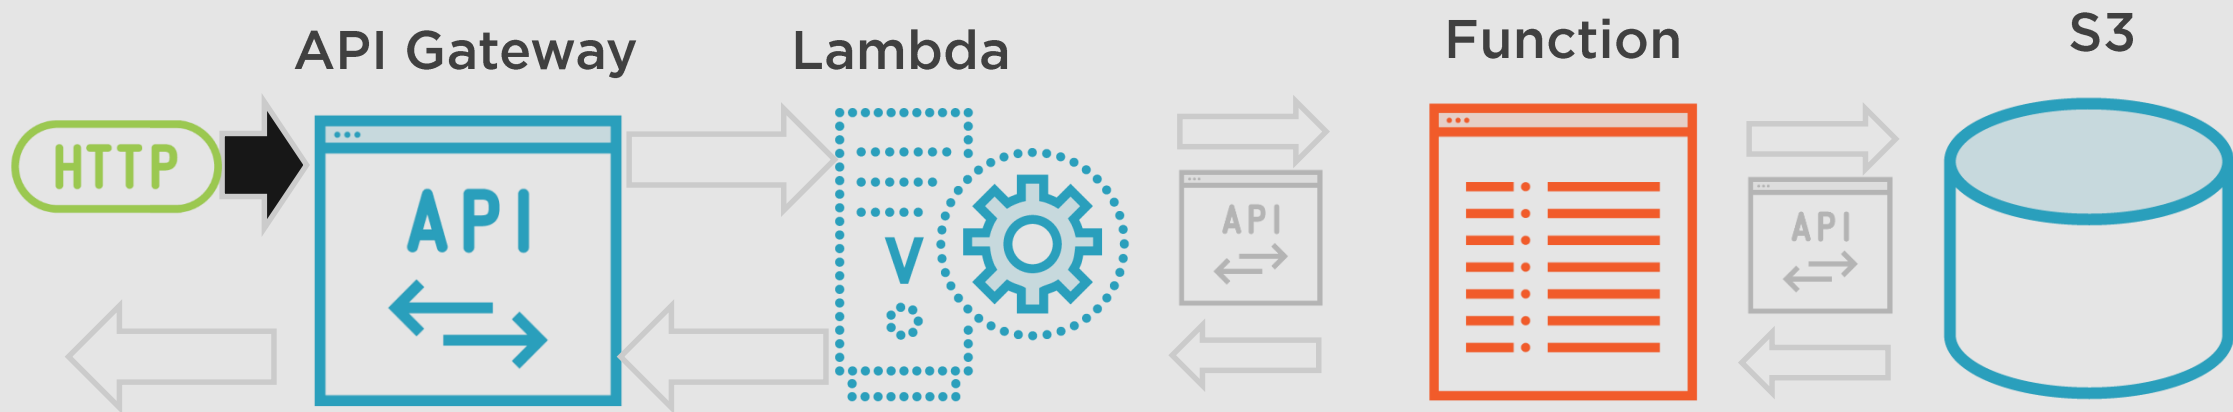 API Gateway
Lambda
Function
S3
HTTP
API
V
API
API